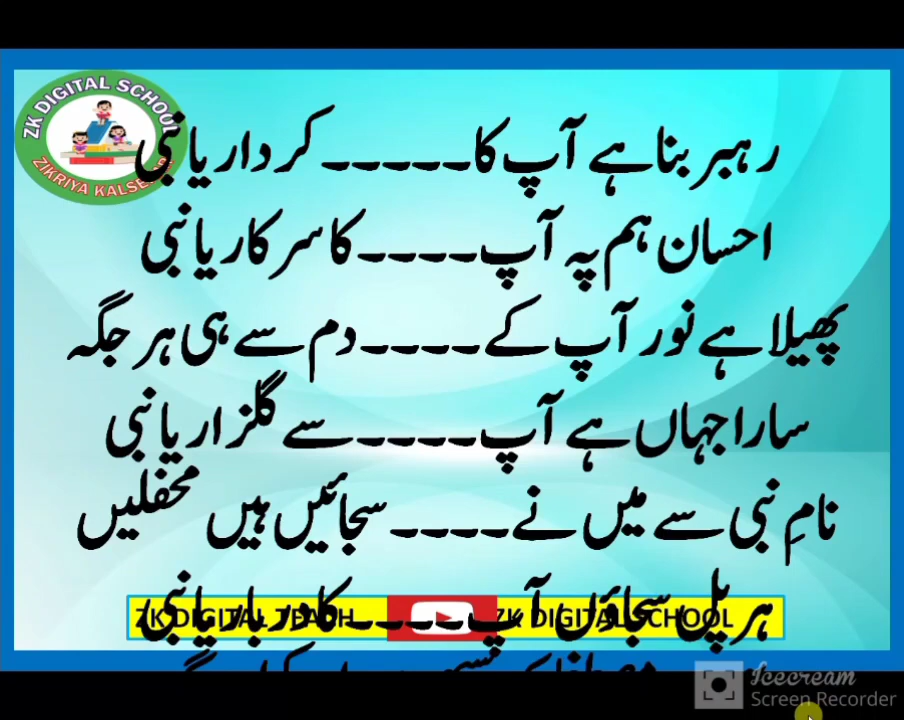 ZK DIGITAL SCHOOL
ZIKRIYA
رہبر بنا ہے آپ کا۔۔۔۔۔کردار یا نبی
احسان ہم پہ آپ۔۔۔۔کا سرکار یا نبی
پھیلا ہے نور آپ کے۔۔۔۔دم سے ہی ہر جگہ
سارا جہاں ہے آپ۔۔۔۔سے گلزار یا نبی
نامِ نبی سے میں نے۔۔۔۔سجائیں ہیں محفلیں
ہر پل سجاؤں آپ۔۔۔۔کا دربار یا نبی
ZK DIGITAL TEACH ZK DIGITAL SCHOOL
Icecream
Screen Recorder